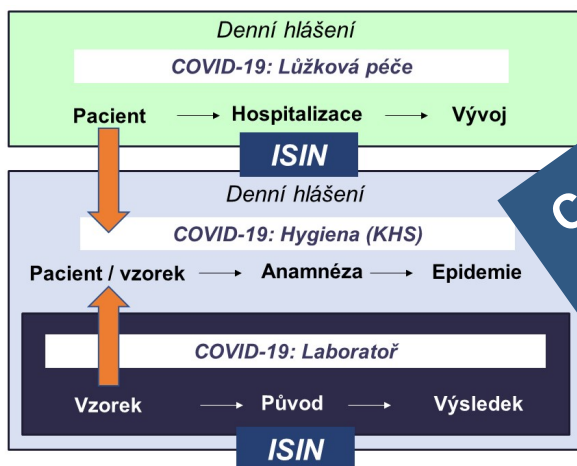 Denní hlášení
COVID-19: Lůžková péče
Pacient Hospitalizace Vývoj
ISIN
Denní hlášení
COVID-19: Hygiena (KHS)
Pacient / vzorek Anamnéza Epidemie
COVID-19: Laboratoř
Vzorek Původ Výsledek
ISIN